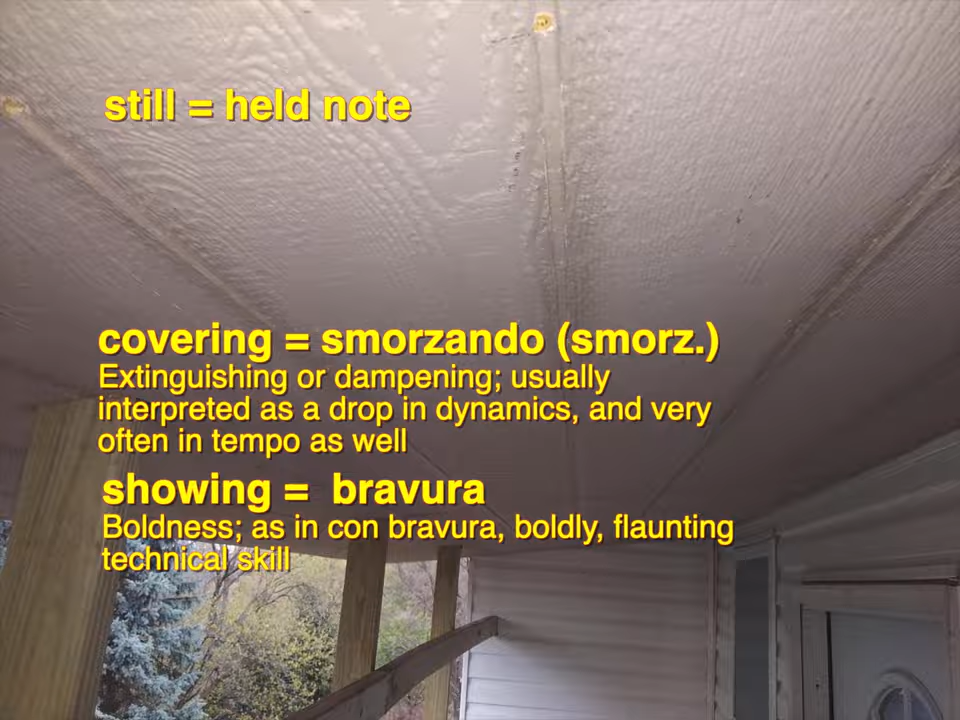 still = held note
covering = smorzando (smorz.)
Extinguishing or dampening; usually
interpreted as a drop in dynamics, and very
often in tempo as well
showing =  bravura
Boldness; as in con bravura, boldly, flaunting
technical skill